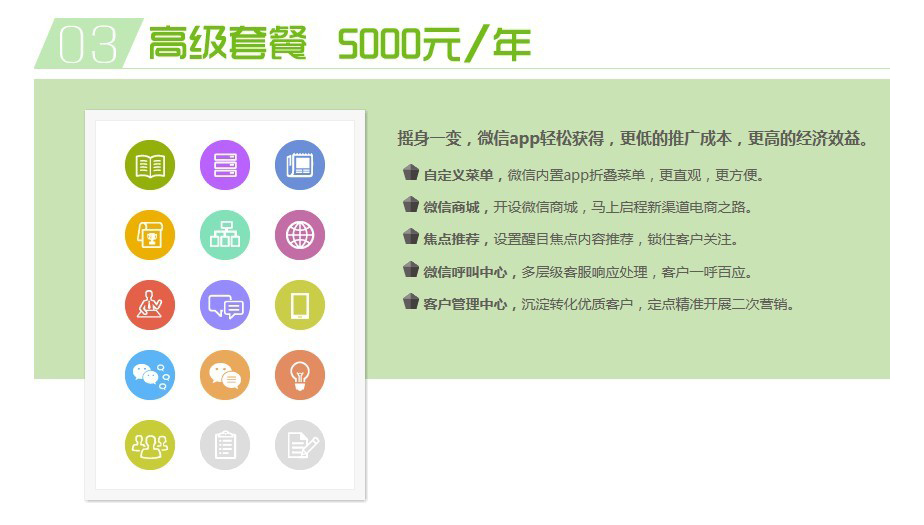 03 高级套餐 5000元/年
摇身一变，微信app轻松获得，更低的推广成本，更高的经济效益。
自定义菜单，微信内置app折叠菜单，更直观，更方便。
微信商城，开设微信商城，马上启程新渠道电商之路。
焦点推荐，设置醒目焦点内容推荐，锁住客户关注。
微信呼叫中心，多层级客服响应处理，客户一呼百应。
客户管理中心，沉淀转化优质客户，定点精准开展二次营销。